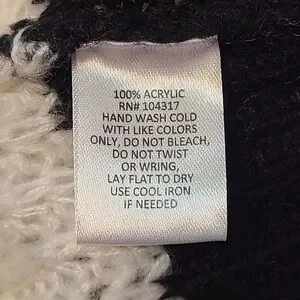 100% ACRYLIC
RN# 104317
HAND WASH COLD
WITH LIKE COLORS
ONLY, DO NOT BLEACH,
DO NOT TWIST
OR WRING,
LAY FLAT TO DRY
USE COOL IRON
IF NEEDED